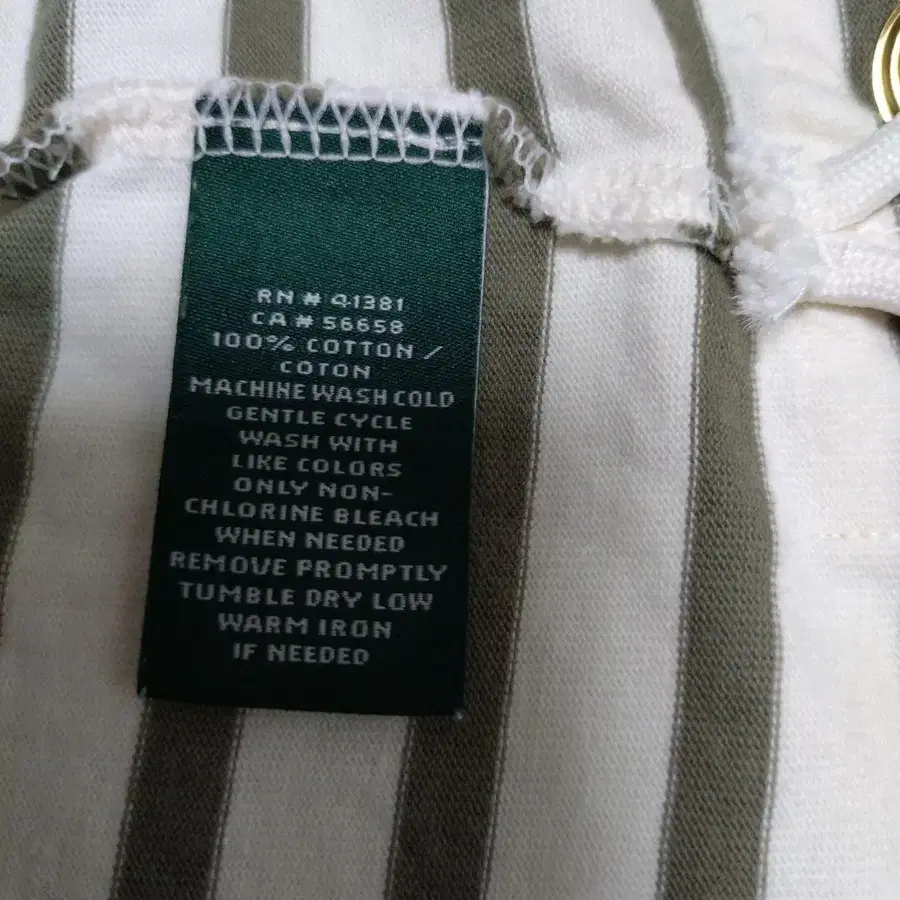 RN # 41381
CA # 56658
100% COTTON /
COTON
MACHINE WASH COLD
GENTLE CYCLE
WASH WITH
LIKE COLORS
ONLY NON-
CHLORINE BLEACH
WHEN NEEDED
REMOVE PROMPTLY
TUMBLE DRY LOW
WARM IRON
IF NEEDED